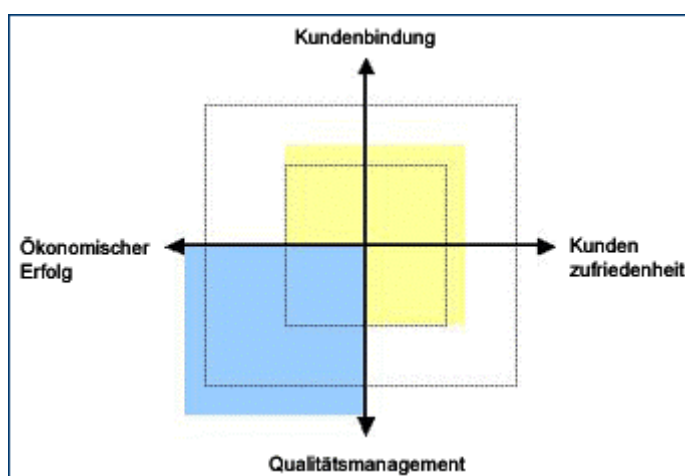 Kundenbindung
Ökonomischer
Erfolg
Kunden
zufriedenheit
Qualitätsmanagement